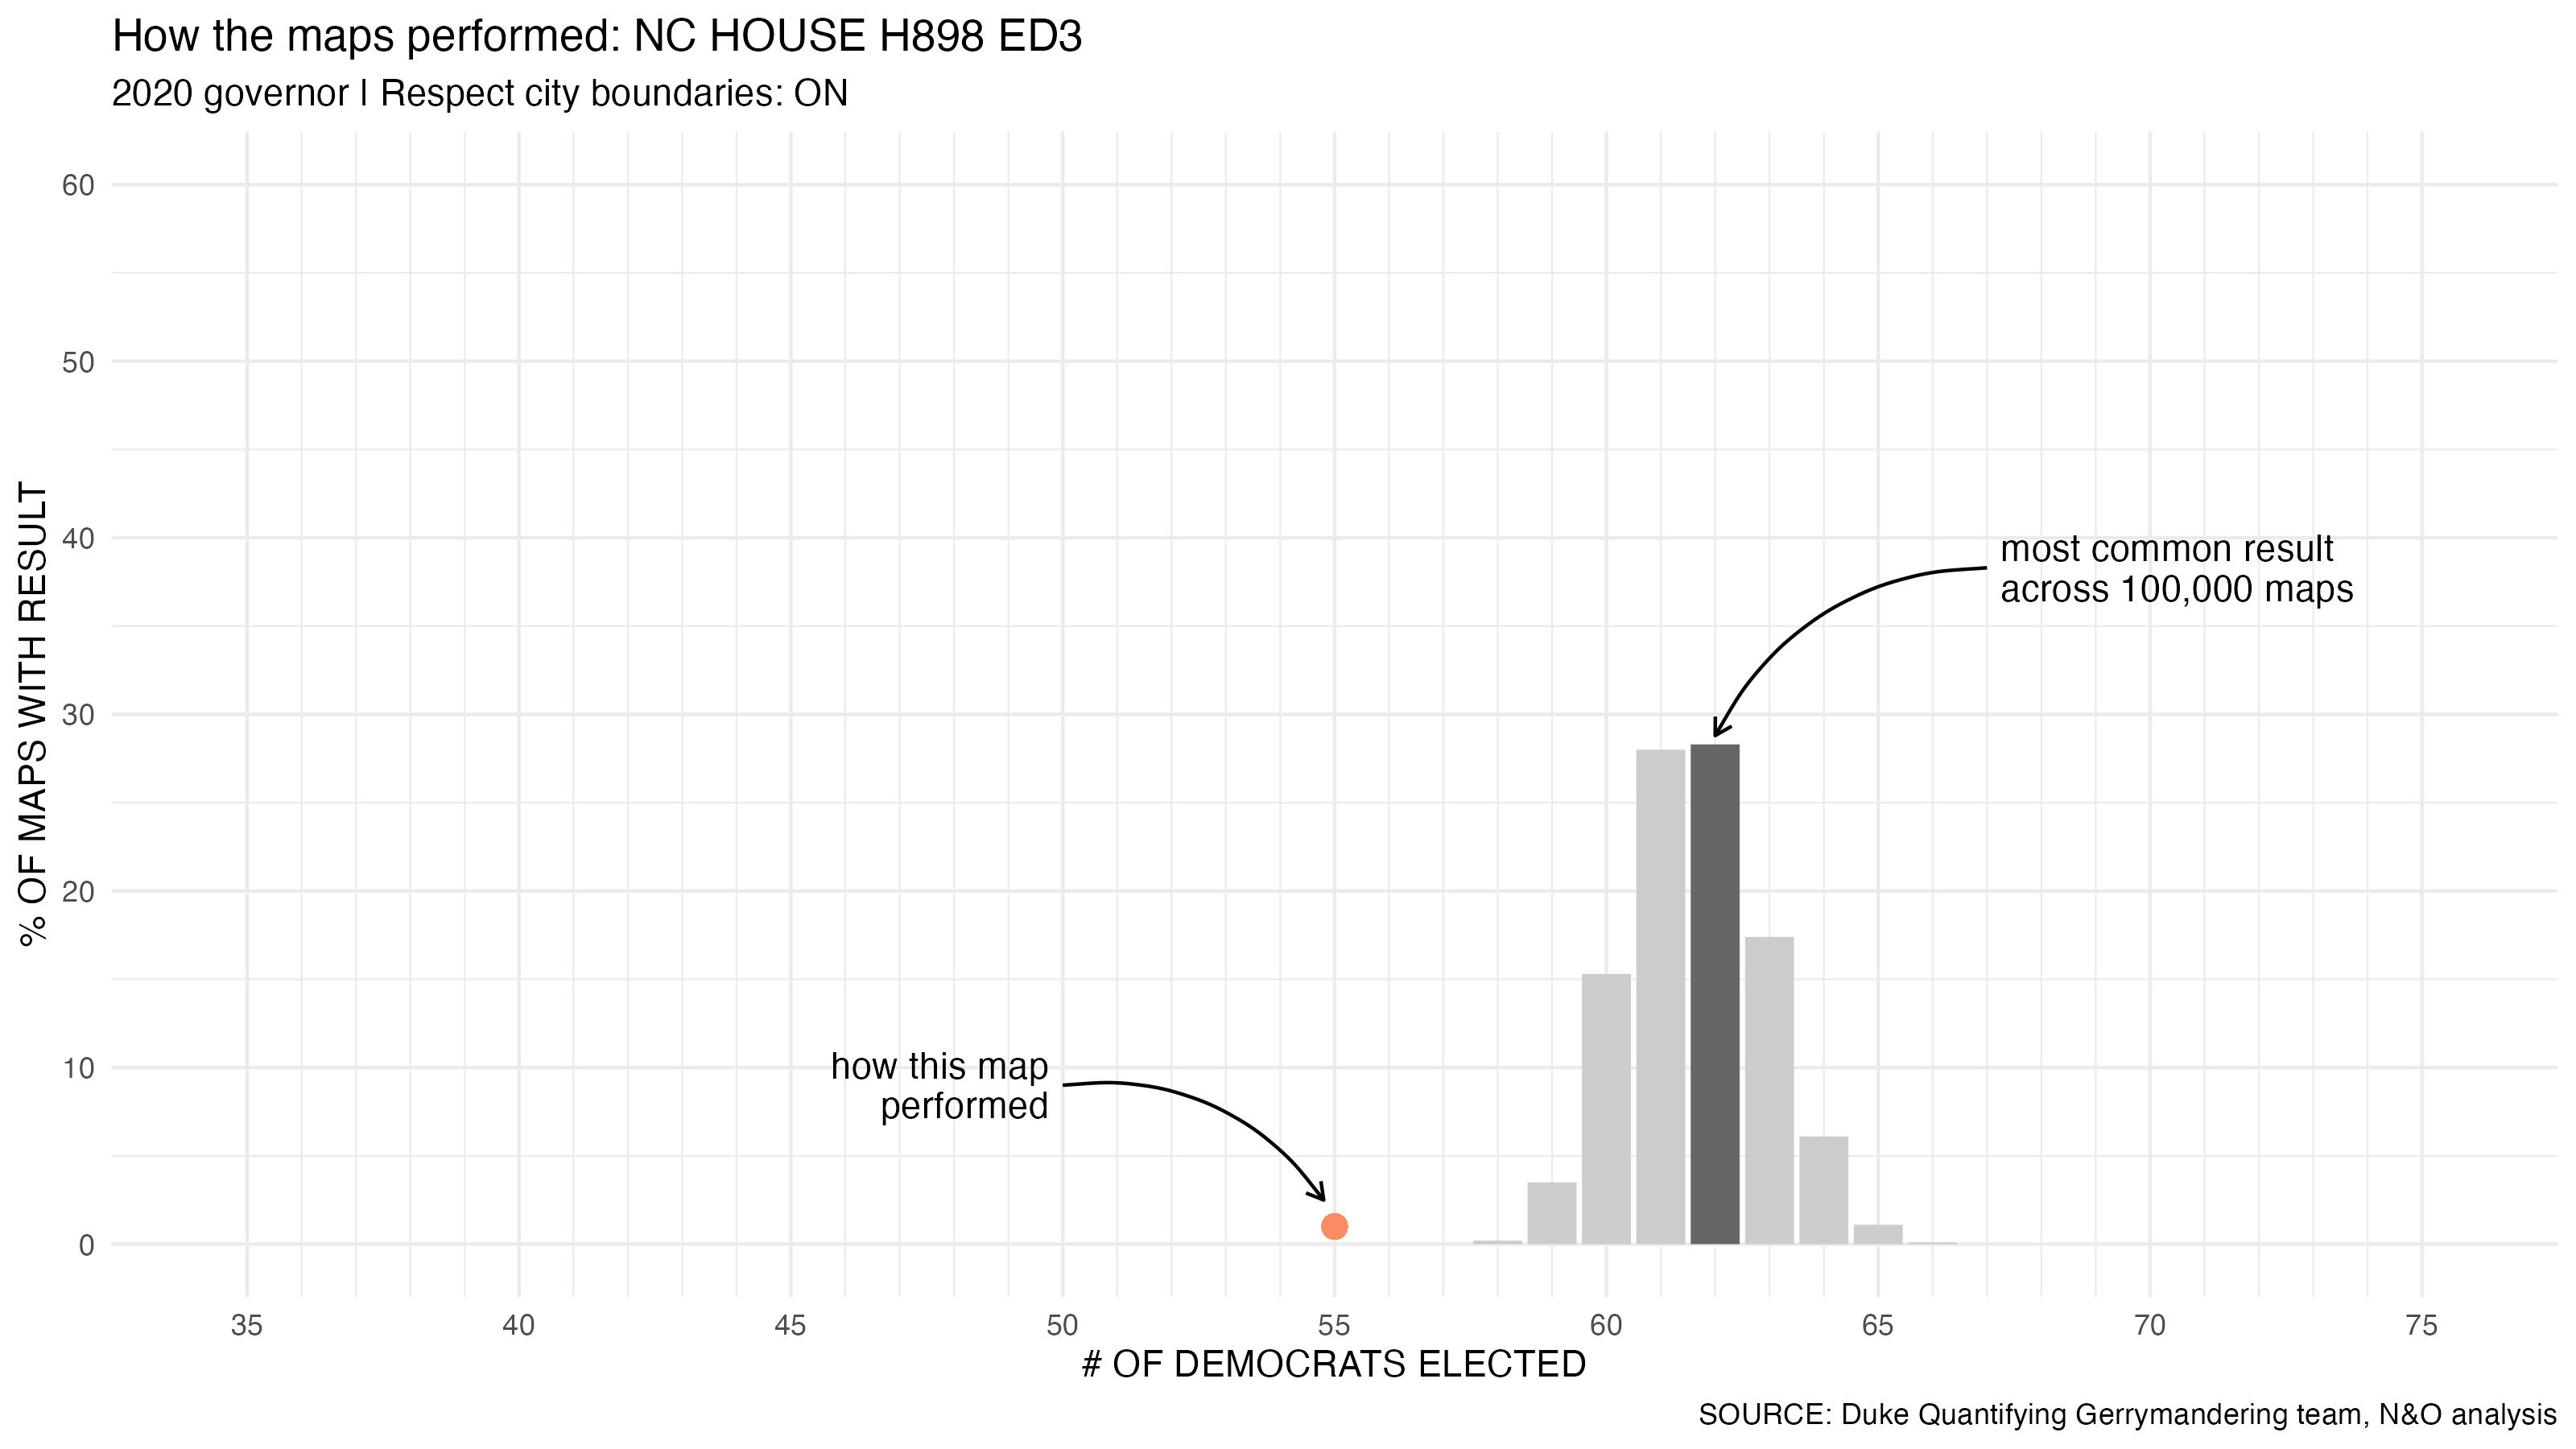 How the maps performed: NC HOUSE H898 ED3
2020 governor | Respect city boundaries: ON
% OF MAPS WITH RESULT
60
50
40
30
20
10
0
most common result
across 100,000 maps
how this map
performed
35 40 45 50 55 60 65 70 75
# OF DEMOCRATS ELECTED
SOURCE: Duke Quantifying Gerrymandering team, N&O analysis